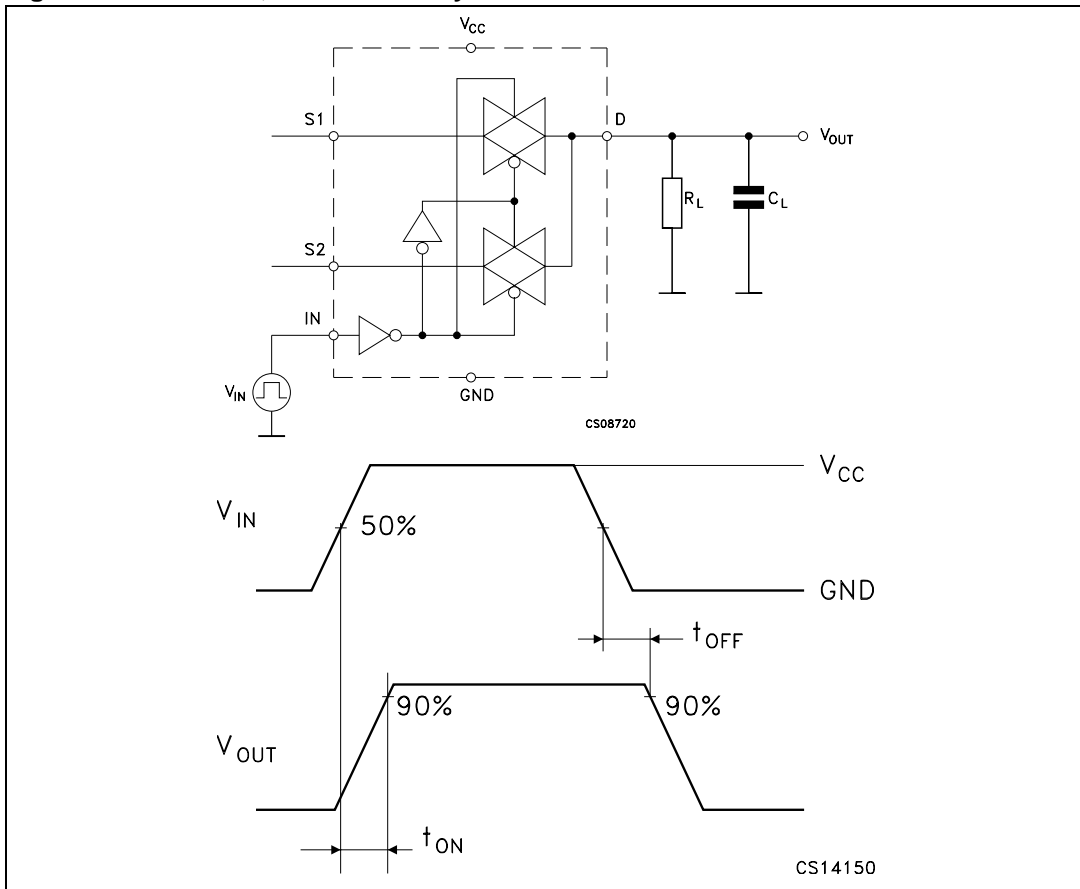 VCC
S1
D
VOUT
RL
CL
S2
IN
VIN
GND
CS08720
VCC
VIN
50%
GND
tOFF
90%
90%
VOUT
tON
CS14150